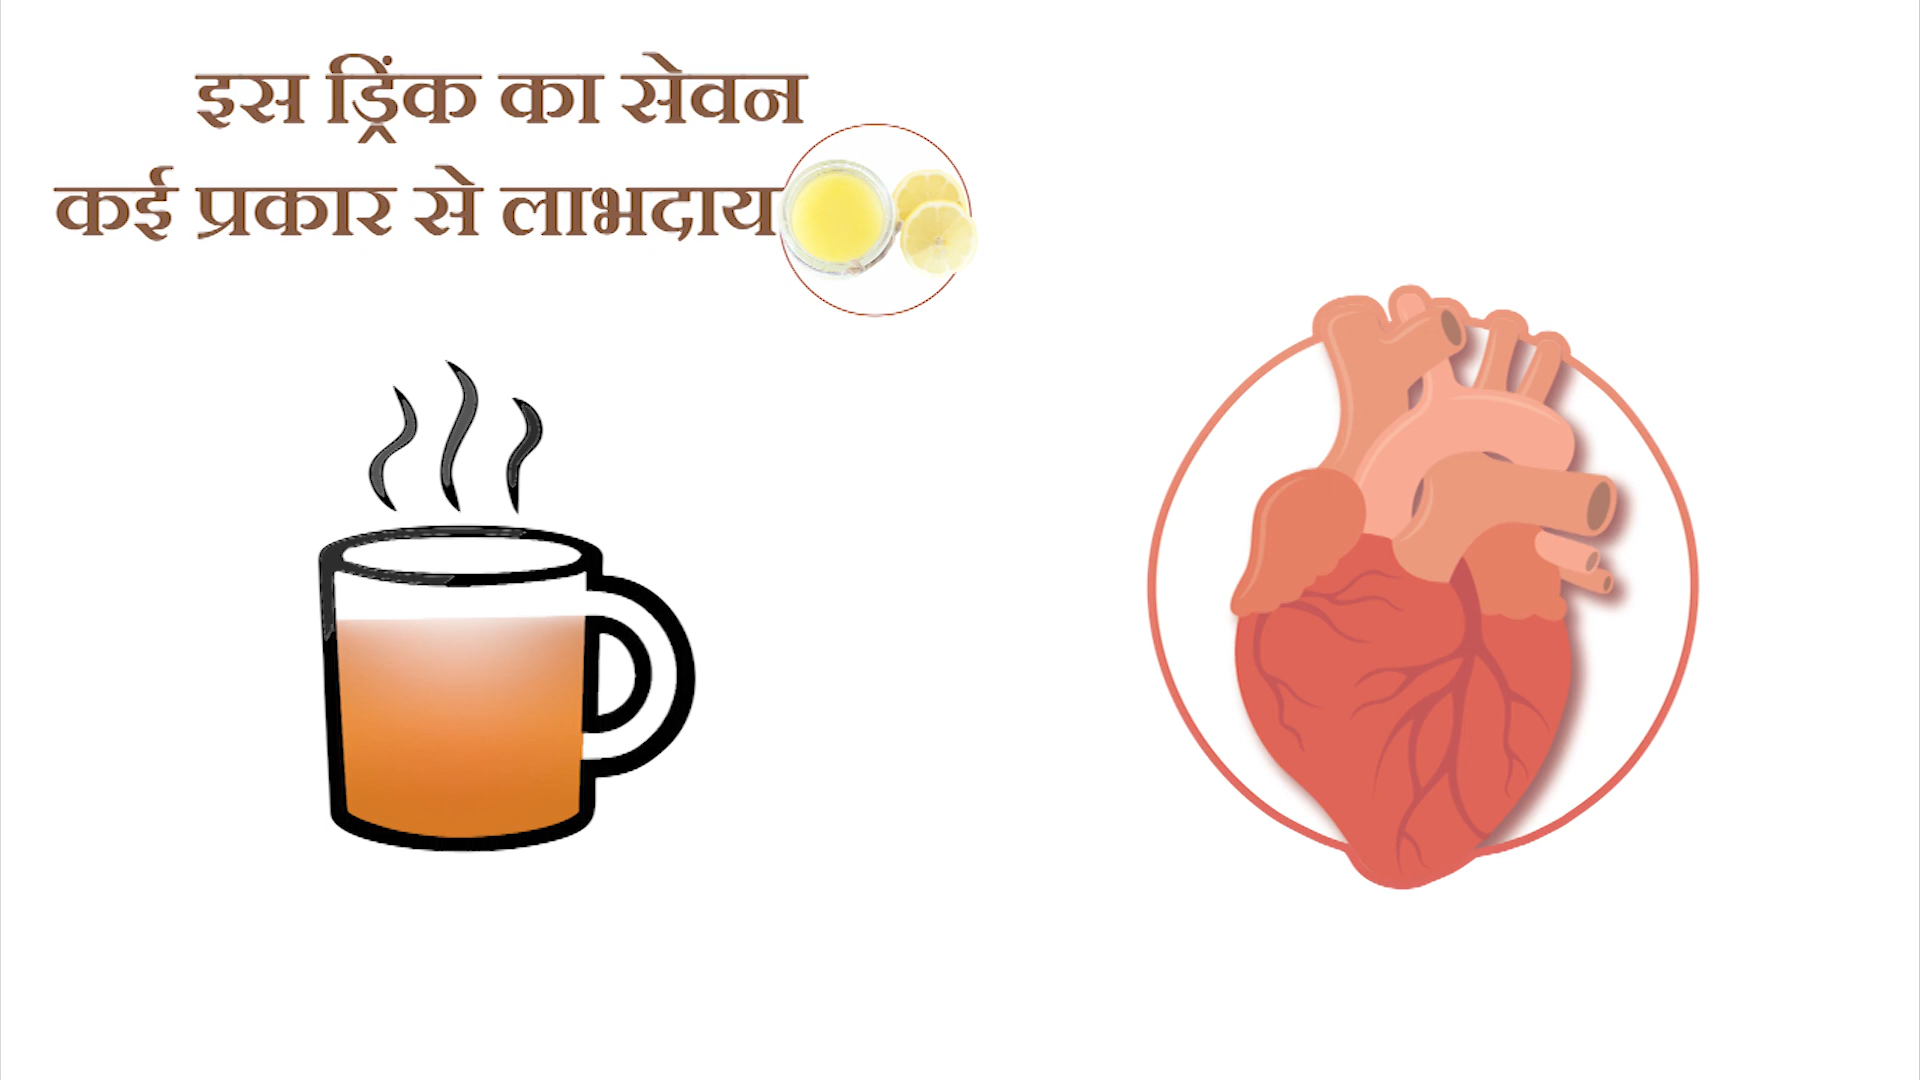 इस ड्रिंक का सेवन
कई प्रकार से लाभदाय